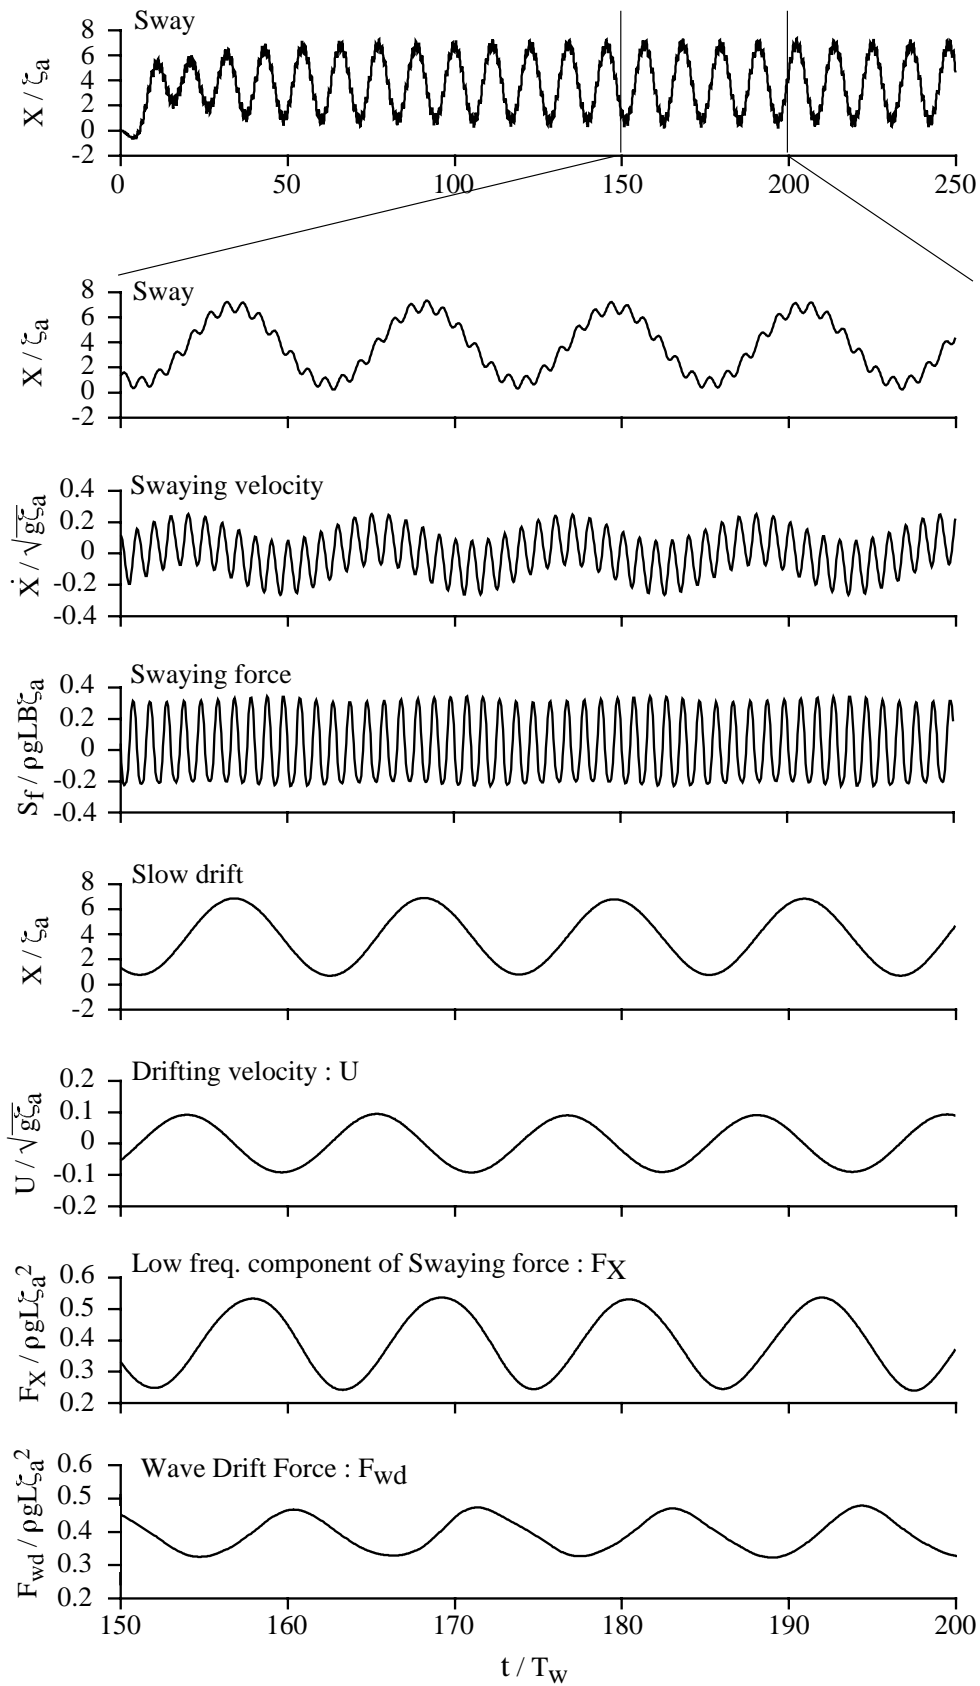 Sway
X / ζa
8
6
4
2
0
-2
0 50 100 150 200 250
Sway
X / ζa
8
6
4
2
0
-2
Swaying velocity
Ẋ / √gζa
0.4
0.2
0
-0.2
-0.4
Swaying force
Sf / ρgLBζa
0.4
0.2
0
-0.2
-0.4
Slow drift
X / ζa
8
6
4
2
0
-2
Drifting velocity : U
U / √gζa
0.2
0.1
0
-0.1
-0.2
Low freq. component of Swaying force : FX
FX / ρgLζa2
0.6
0.5
0.4
0.3
0.2
Wave Drift Force : Fwd
Fwd / ρgLζa2
0.6
0.5
0.4
0.3
0.2
150 160 170 180 190 200
t / Tw